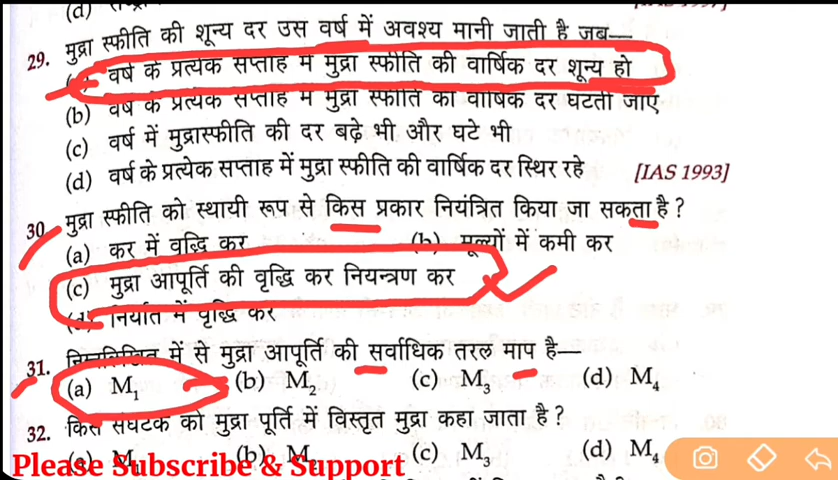 (d)
29. मुद्रा स्फीति की शून्य दर उस वर्ष में अवश्य मानी जाती है जब—
वर्ष के प्रत्येक सप्ताह में मुद्रा स्फीति की वार्षिक दर शून्य हो
(b) वर्ष के प्रत्येक सप्ताह में मुद्रा स्फीति की वार्षिक दर घटती जाए
(c) वर्ष में मुद्रास्फीति की दर बढ़े भी और घटे भी
(d) वर्ष के प्रत्येक सप्ताह में मुद्रा स्फीति की वार्षिक दर स्थिर रहे [IAS 1993]
30. मुद्रा स्फीति को स्थायी रूप से किस प्रकार नियंत्रित किया जा सकता है ?
(a) कर में वृद्धि कर (b) मूल्यों में कमी कर
(c) मुद्रा आपूर्ति की वृद्धि कर नियन्त्रण कर
(d) निर्यात में वृद्धि कर
31. निम्नलिखित में से मुद्रा आपूर्ति की सर्वाधिक तरल माप है—
(a) M1 (b) M2 (c) M3 (d) M4
32. किस संघटक को मुद्रा पूर्ति में विस्तृत मुद्रा कहा जाता है ?
(a) M1 (b) M2 (c) M3 (d) M4
Please Subscribe & Support